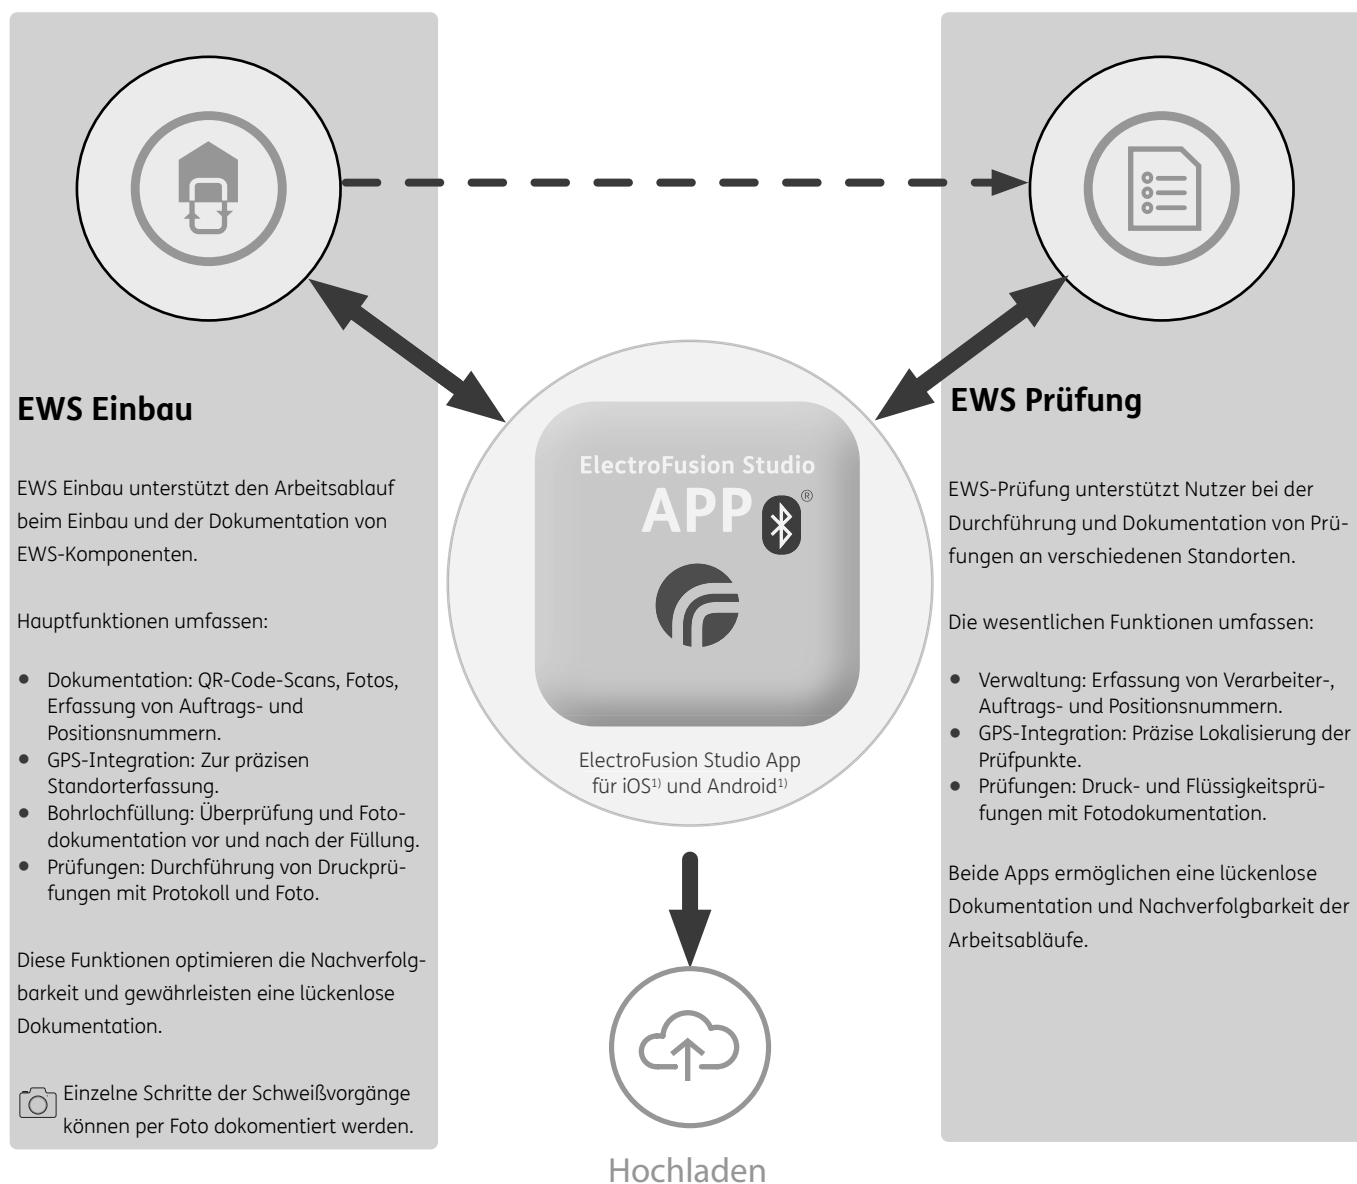 EWS Einbau
EWS Einbau unterstützt den Arbeitsablauf
beim Einbau und der Dokumentation von
EWS-Komponenten.
Hauptfunktionen umfassen:
• Dokumentation: QR-Code-Scans, Fotos,
Erfassung von Auftrags- und
Positionsnummern.
• GPS-Integration: Zur präzisen
Standorterfassung.
• Bohrlochfüllung: Überprüfung und Foto-
dokumentation vor und nach der Füllung.
• Prüfungen: Durchführung von Druckprü-
fungen mit Protokoll und Foto.
Diese Funktionen optimieren die Nachverfolg-
barkeit und gewährleisten eine lückenlose
Dokumentation.
Einzelne Schritte der Schweißvorgänge
können per Foto dokomentiert werden.
ElectroFusion Studio
APP ®
ElectroFusion Studio App
für iOS¹⁾ und Android¹⁾
Hochladen
EWS Prüfung
EWS-Prüfung unterstützt Nutzer bei der
Durchführung und Dokumentation von Prü-
fungen an verschiedenen Standorten.
Die wesentlichen Funktionen umfassen:
• Verwaltung: Erfassung von Verarbeiter-,
Auftrags- und Positionsnummern.
• GPS-Integration: Präzise Lokalisierung der
Prüfpunkte.
• Prüfungen: Druck- und Flüssigkeitsprü-
fungen mit Fotodokumentation.
Beide Apps ermöglichen eine lückenlose
Dokumentation und Nachverfolgbarkeit der
Arbeitsabläufe.